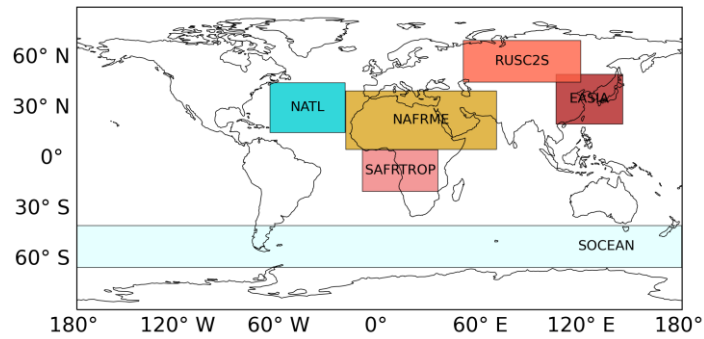 60° N
RUSC2S
30° N
NATL
EASIA
NAFRME
0°
SAFRTROP
30° S
60° S
SOCEAN
180° 120° W 60° W 0° 60° E 120° E 180°